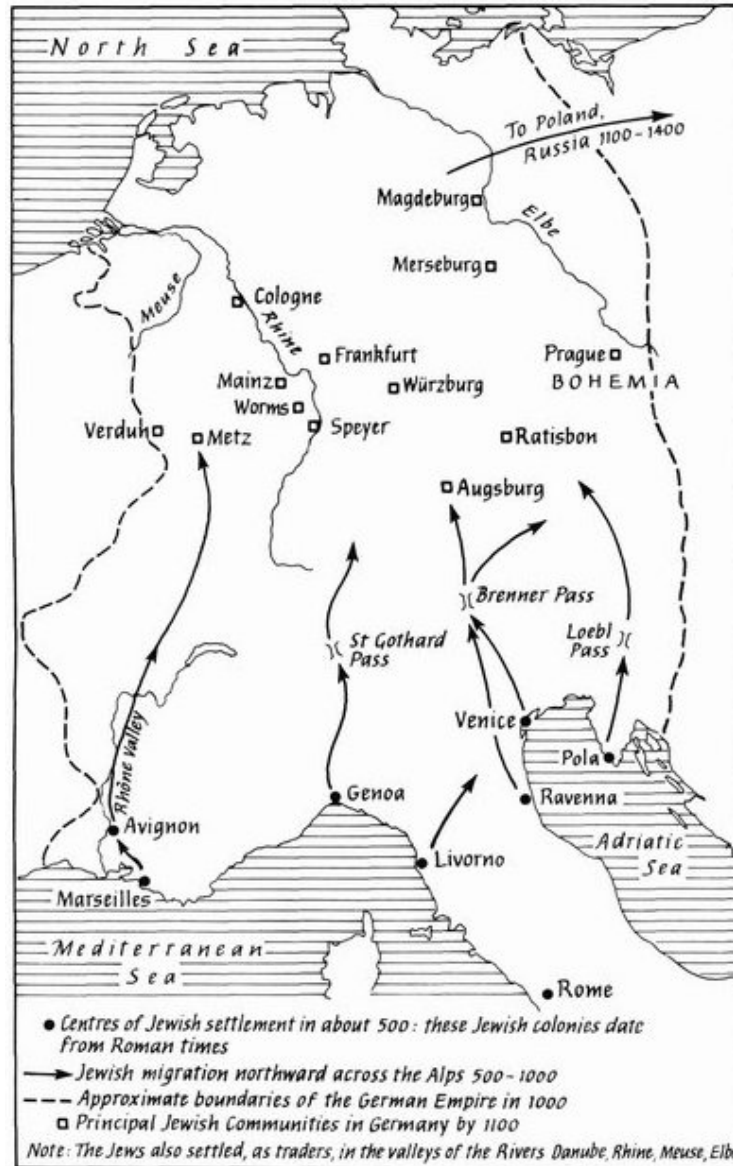 North Sea
To Poland,
Russia 1100-1400
Magdeburg
Elbe
Merseburg
Meuse
Cologne
Rhine
Frankfurt
Prague
BOHEMIA
Mainz
Würzburg
Worms
Verdun
Metz
Speyer
Ratisbon
Augsburg
Brenner Pass
St Gothard
Pass
Loebl
Pass
Rhône Valley
Venice
Pola
Genoa
Ravenna
Avignon
Livorno
Adriatic
Sea
Marseilles
Mediterranean
Sea
Rome
Centres of Jewish settlement in about 500: these Jewish colonies date
from Roman times
Jewish migration northward across the Alps 500-1000
Approximate boundaries of the German Empire in 1000
Principal Jewish Communities in Germany by 1100
Note: The Jews also settled, as traders, in the valleys of the Rivers Danube, Rhine, Meuse, Elb